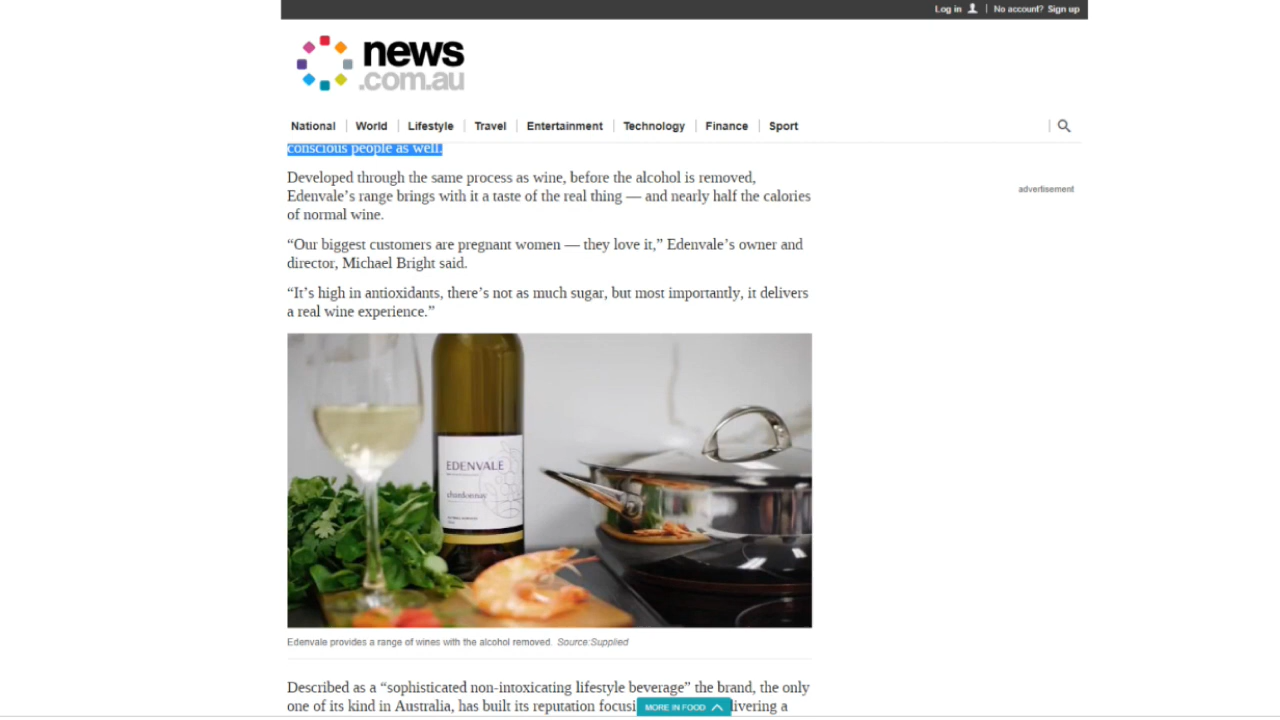 Log in | No account? Sign up
news
.com.au
National World Lifestyle Travel Entertainment Technology Finance Sport
conscious people as well.
Developed through the same process as wine, before the alcohol is removed,
advertisement
Edenvale’s range brings with it a taste of the real thing — and nearly half the calories
of normal wine.
“Our biggest customers are pregnant women — they love it,” Edenvale’s owner and
director, Michael Bright said.
“It’s high in antioxidants, there’s not as much sugar, but most importantly, it delivers
a real wine experience.”
EDENVALE
chardonnay
Edenvale provides a range of wines with the alcohol removed. Source:Supplied
Described as a “sophisticated non-intoxicating lifestyle beverage” the brand, the only
one of its kind in Australia, has built its reputation focusi livering a
MORE IN FOOD